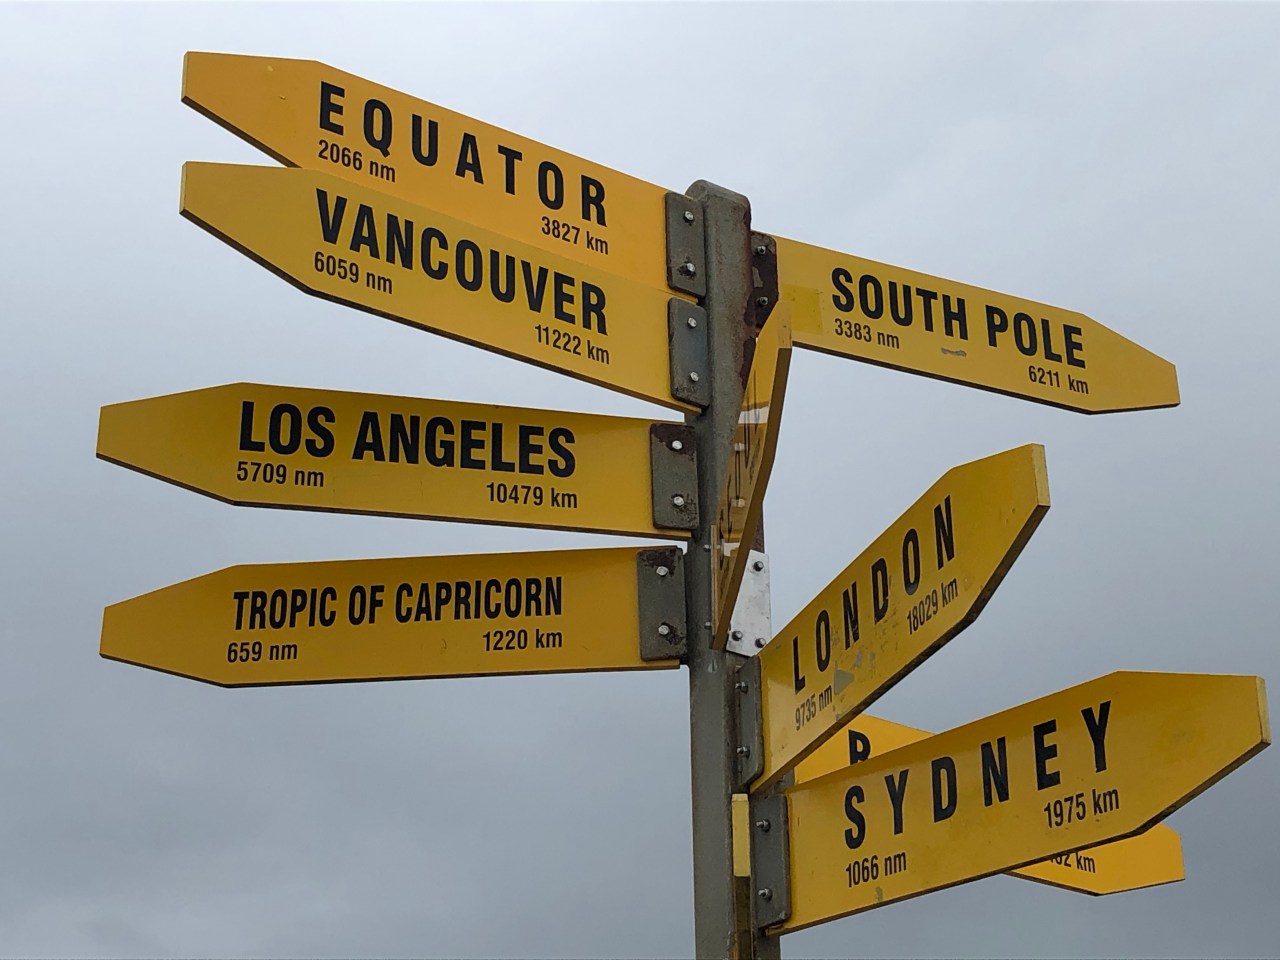 EQUATOR
2066 nm
3827 km
VANCOUVER
6059 nm
11222 km
SOUTH POLE
3383 nm
6211 km
LOS ANGELES
5709 nm
10479 km
TROPIC OF CAPRICORN
659 nm
1220 km
LONDON
9735 nm
18029 km
SYDNEY
1066 nm
1975 km
km